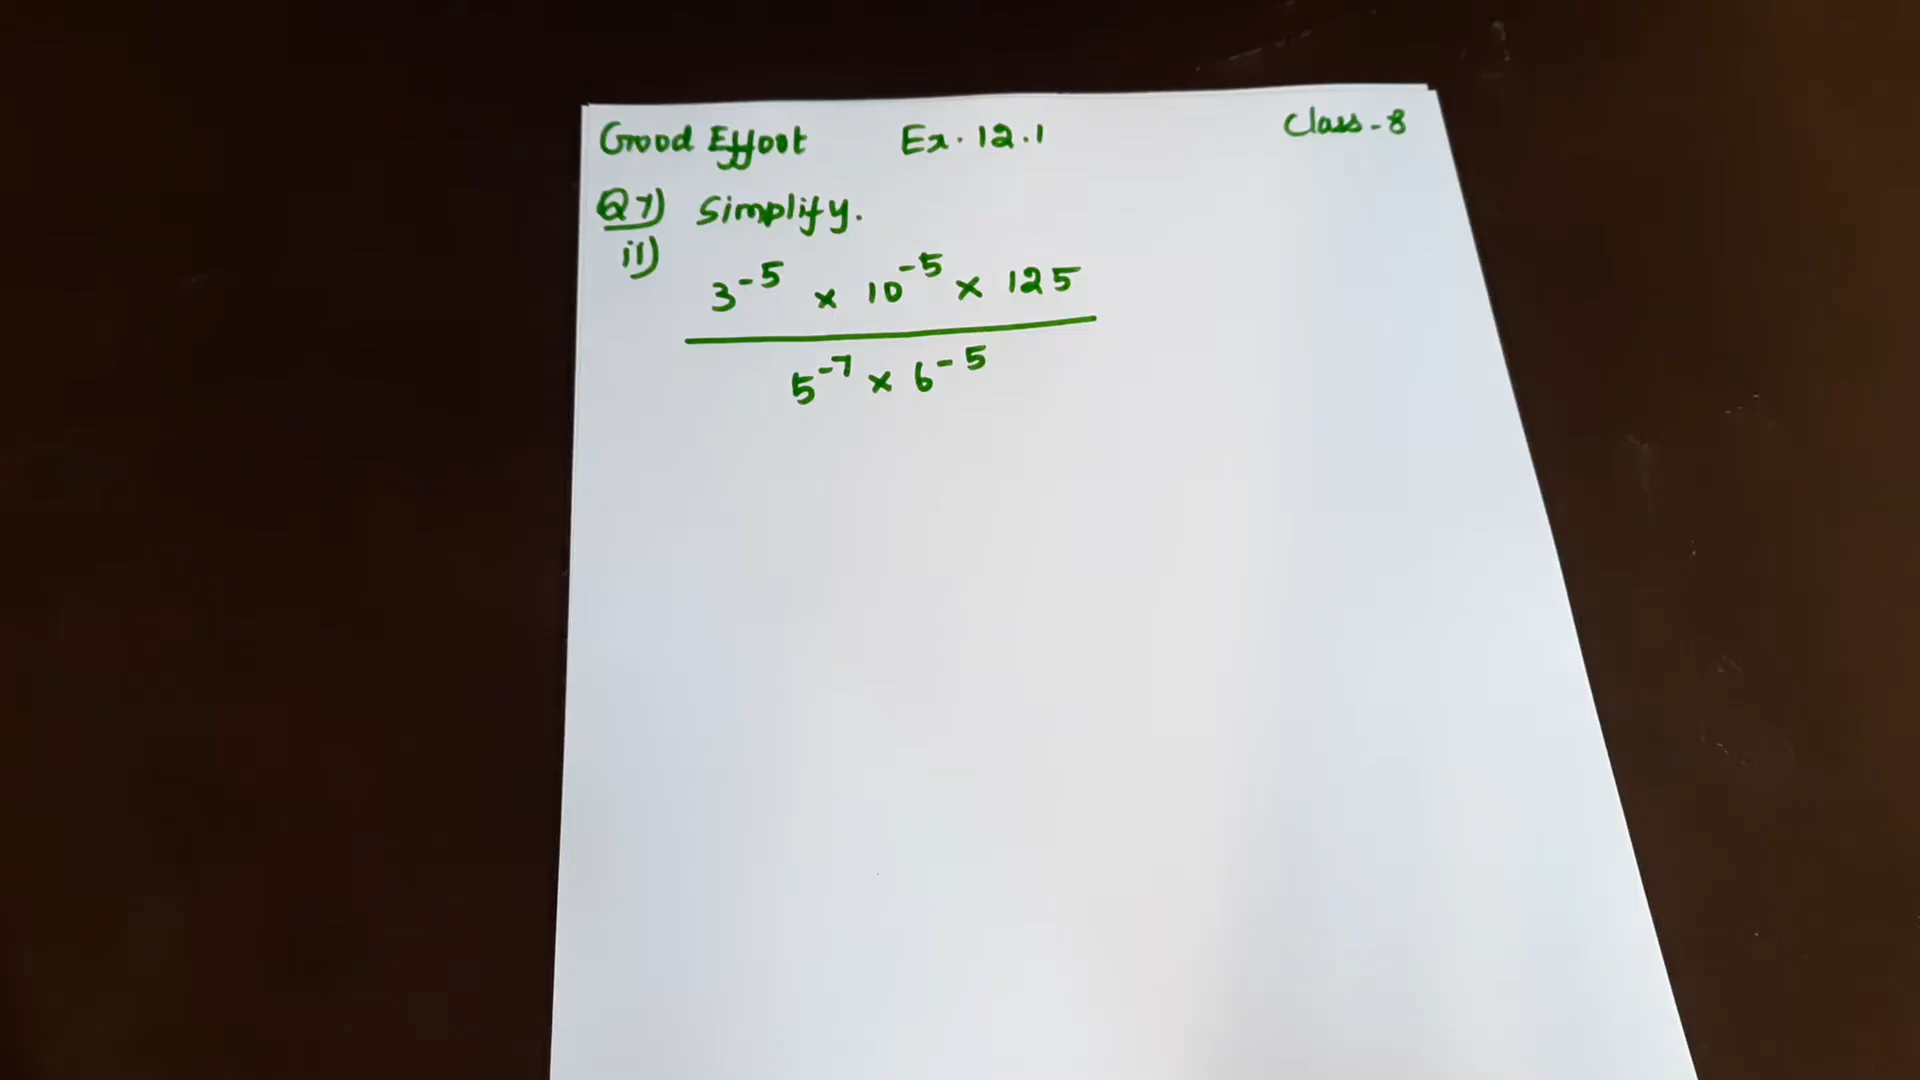 Good Effort Ex. 12.1 Class-8
Q7) Simplify.
ii)
3⁻⁵ × 10⁻⁵ × 125
5⁻⁷ × 6⁻⁵